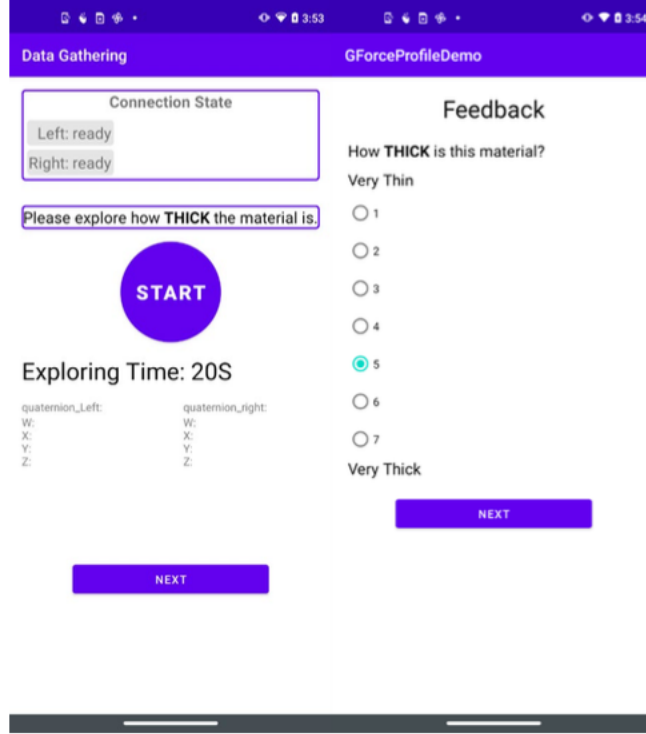 3:53
Data Gathering
Connection State
Left: ready
Right: ready
Please explore how THICK the material is.
START
Exploring Time: 20S
quaternion_Left:
W:
X:
Y:
Z:
quaternion_right:
W:
X:
Y:
Z:
NEXT
3:54
GForceProfileDemo
Feedback
How THICK is this material?
Very Thin
1
2
3
4
5
6
7
Very Thick
NEXT